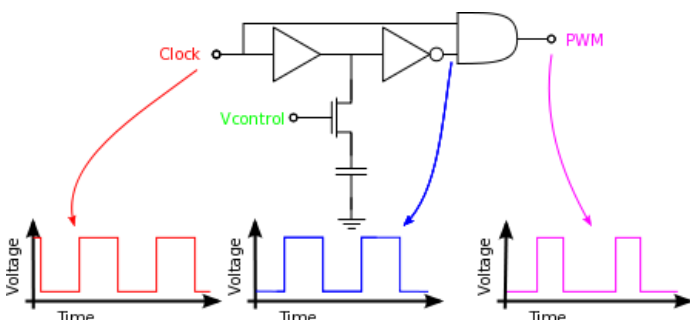 PWM
Clock
Vcontrol
Voltage
Time
Voltage
Time
Voltage
Time